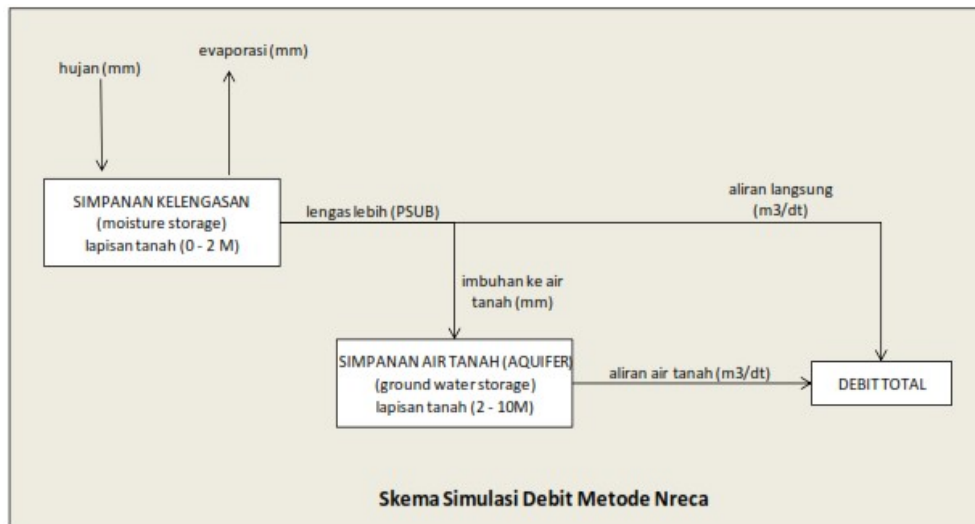 evaporasi (mm)
hujan (mm)
SIMPANAN KELENGASAN
(moisture storage)
lapisan tanah (0 - 2 M)
lengas lebih (PSUB)
aliran langsung
(m3/dt)
imbuhan ke air
tanah (mm)
SIMPANAN AIR TANAH (AQUIFER)
(ground water storage)
lapisan tanah (2 - 10M)
aliran air tanah (m3/dt)
DEBIT TOTAL
Skema Simulasi Debit Metode Nreca